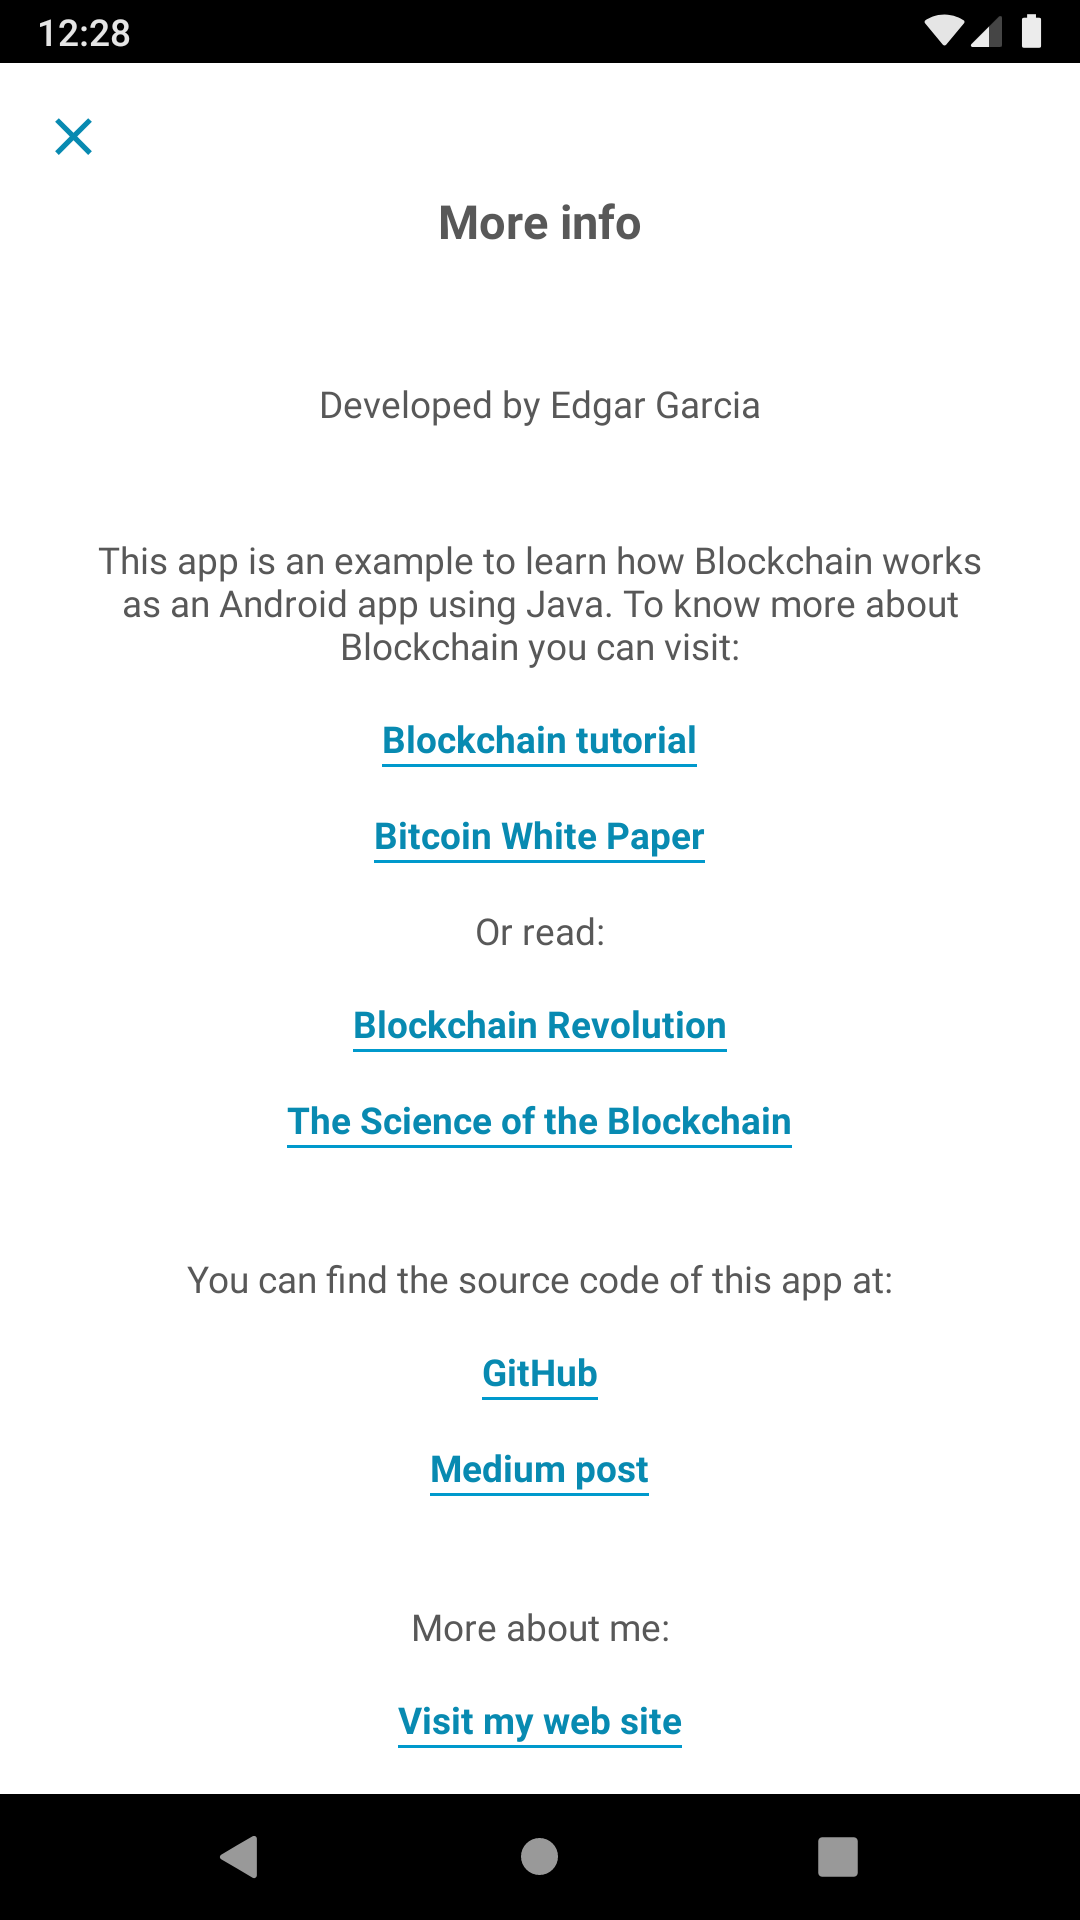 12:28
More info
Developed by Edgar Garcia
This app is an example to learn how Blockchain works
as an Android app using Java. To know more about
Blockchain you can visit:
Blockchain tutorial
Bitcoin White Paper
Or read:
Blockchain Revolution
The Science of the Blockchain
You can find the source code of this app at:
GitHub
Medium post
More about me:
Visit my web site